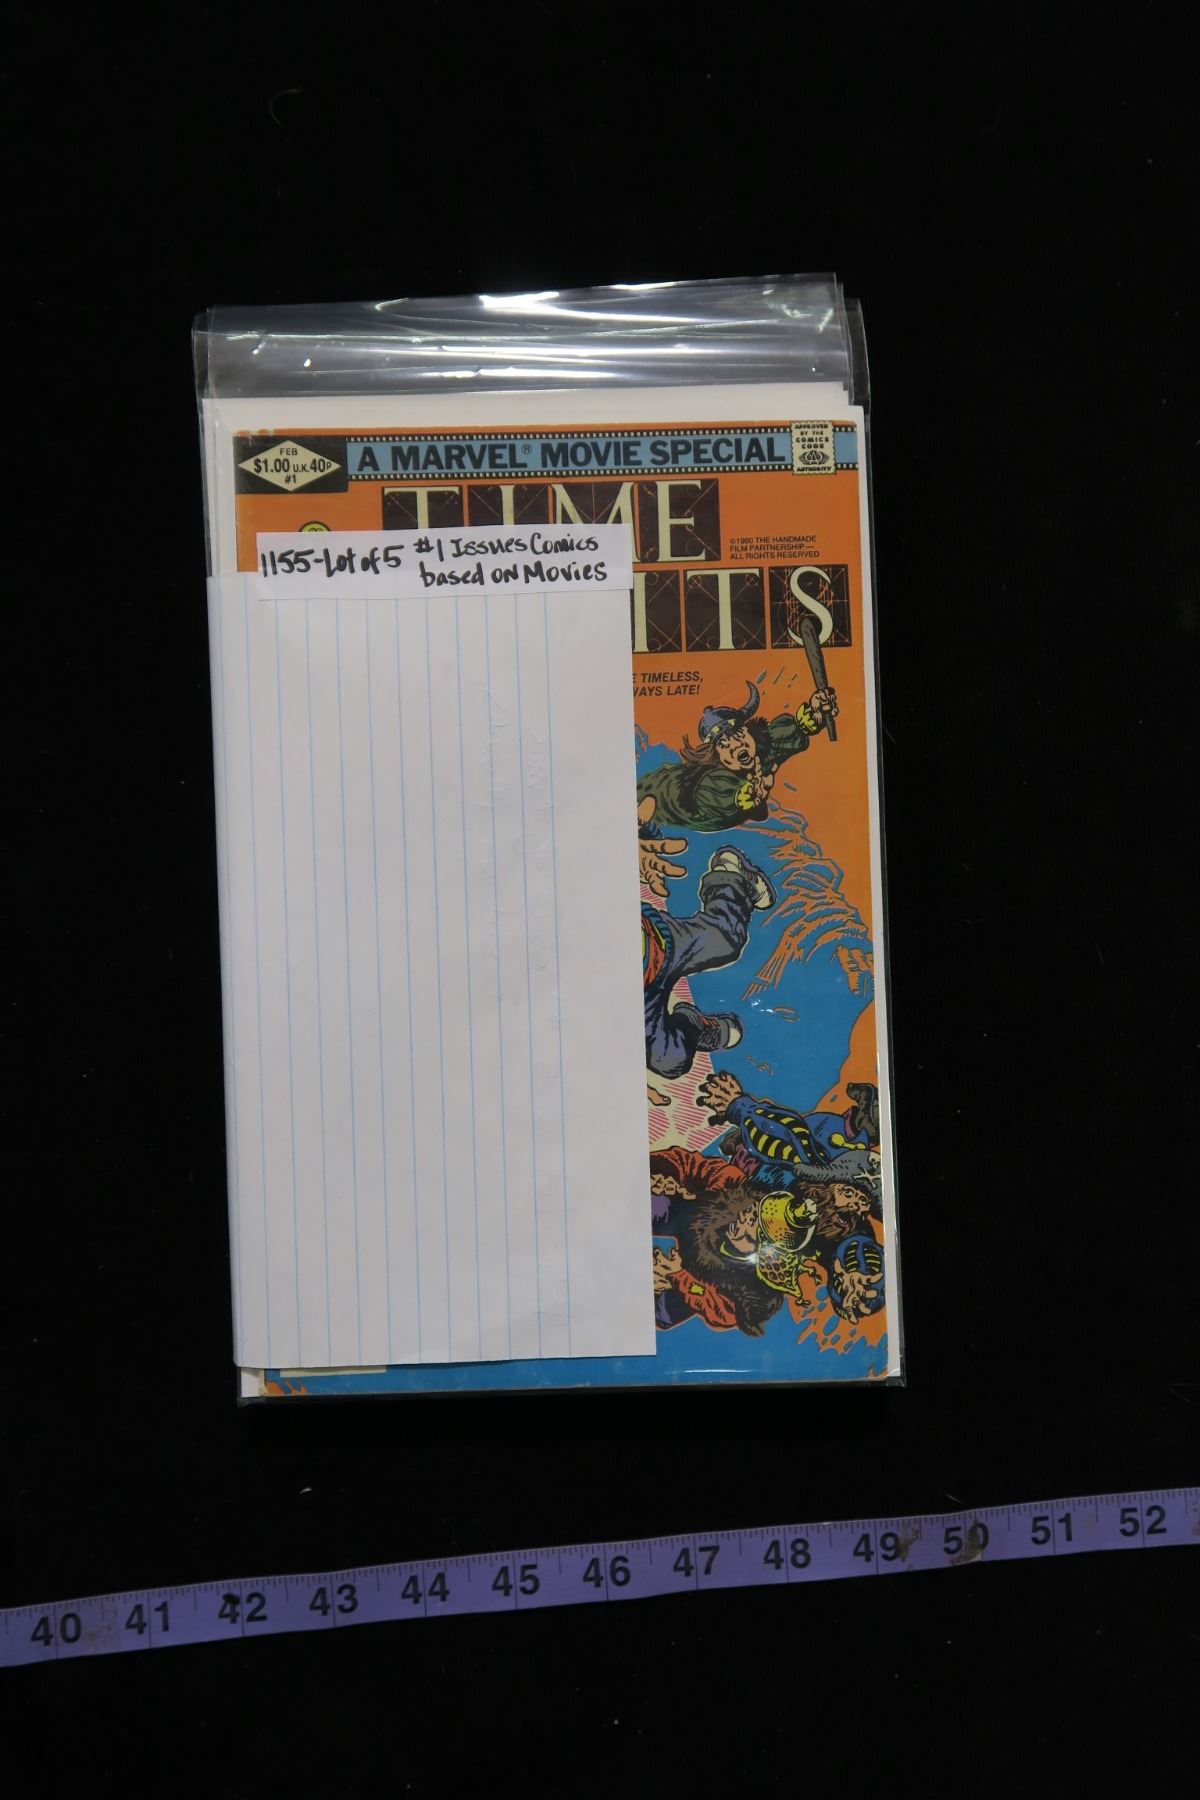 FEB
$1.00 U.K. 40P
#1
A MARVEL® MOVIE SPECIAL
APPROVED
BY THE
COMICS
CODE
AUTHORITY
TIME
©1980 THE HANDMADE
FILM PARTNERSHIP—
ALL RIGHTS RESERVED
1155-Lot of 5 #1 Issues Comics
based on Movies
ITS
TIMELESS,
LATE!
40 41 42 43 44 45 46 47 48 49 50 51 52